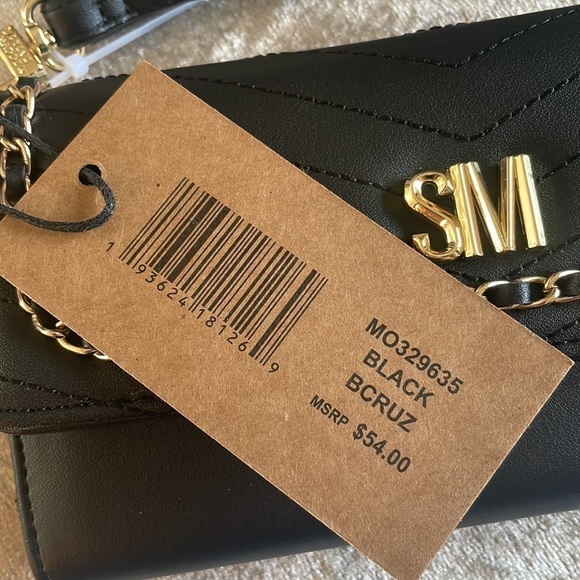 SM
MO329635
BLACK
BCRUZ
MSRP $54.00
1 93624 18126 9